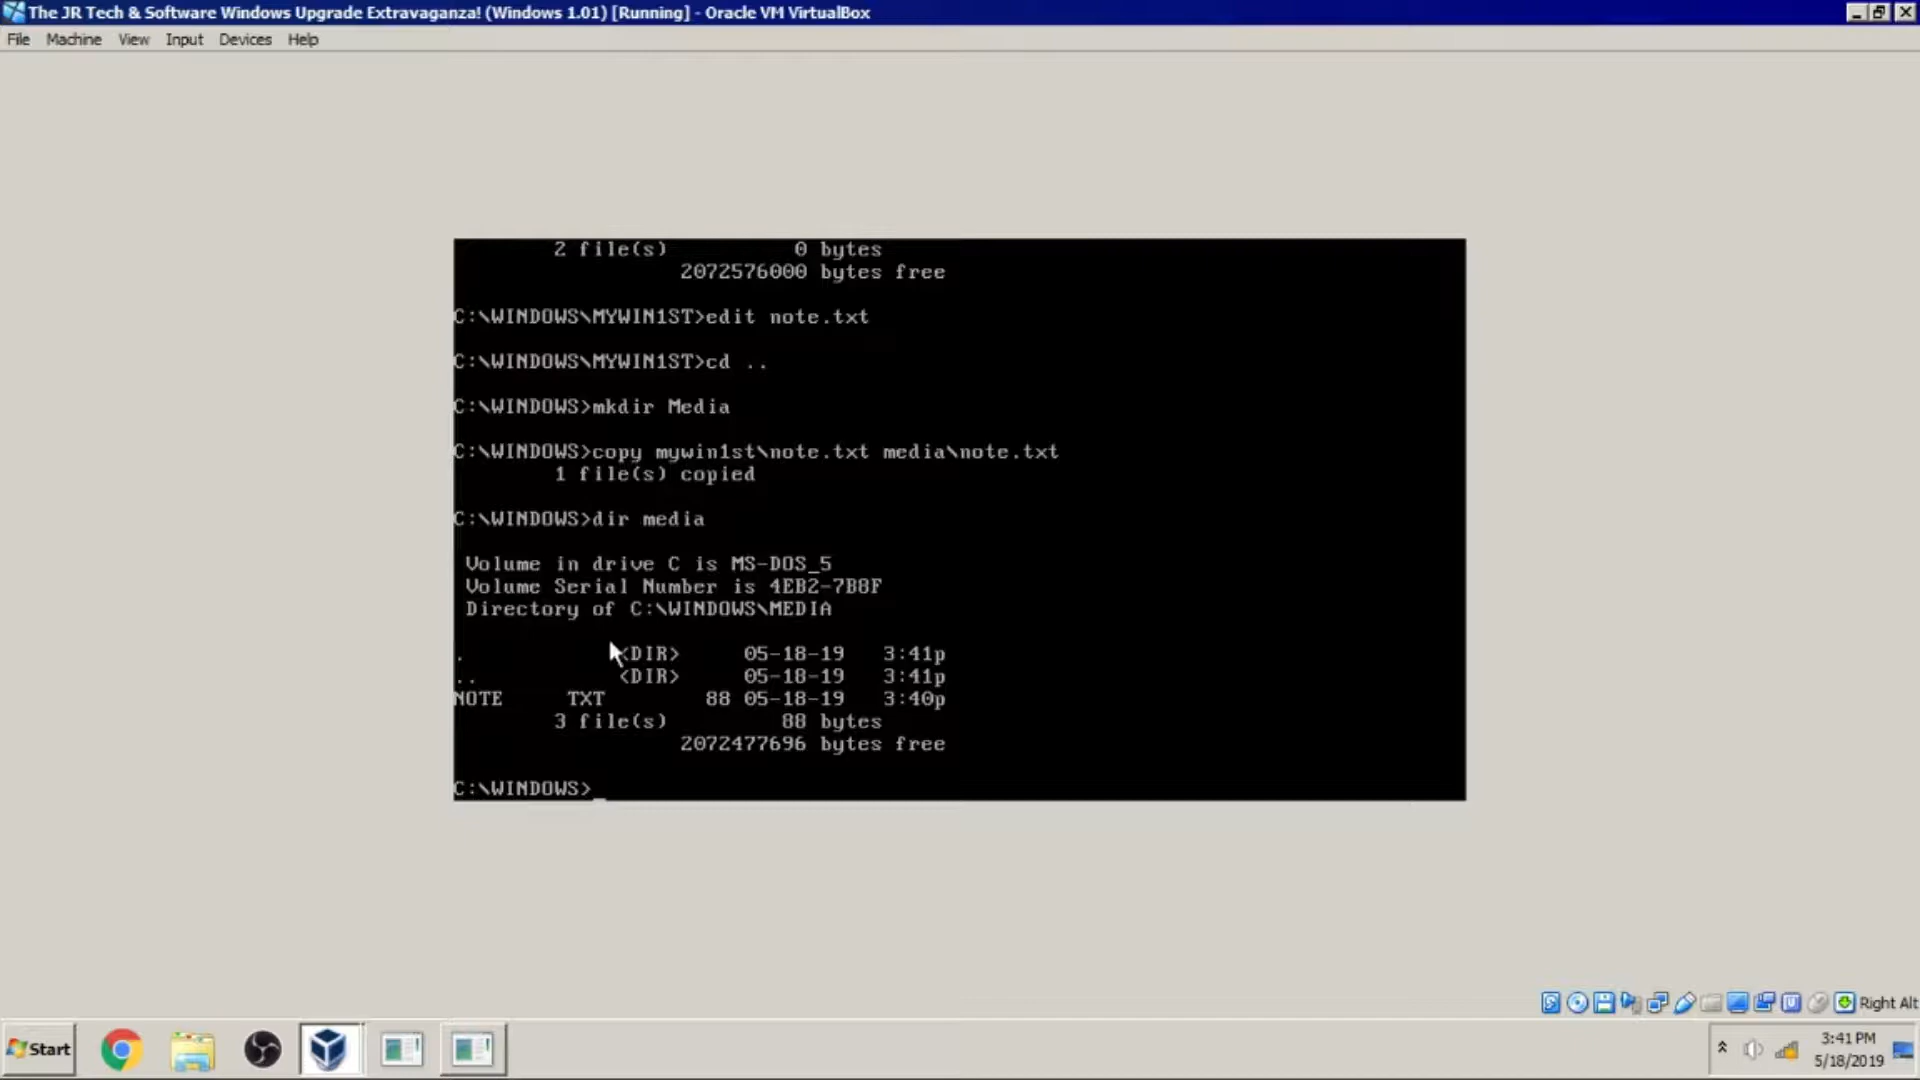 The JR Tech & Software Windows Upgrade Extravaganza! (Windows 1.01) [Running] - Oracle VM VirtualBox
File Machine View Input Devices Help
2 file(s) 0 bytes
2072576000 bytes free
C:\WINDOWS\MYWIN1ST>edit note.txt
C:\WINDOWS\MYWIN1ST>cd ..
C:\WINDOWS>mkdir Media
C:\WINDOWS>copy mywin1st\note.txt media\note.txt
1 file(s) copied
C:\WINDOWS>dir media
Volume in drive C is MS-DOS_5
Volume Serial Number is 4EB2-7B8F
Directory of C:\WINDOWS\MEDIA
. <DIR> 05-18-19 3:41p
.. <DIR> 05-18-19 3:41p
NOTE TXT 88 05-18-19 3:40p
3 file(s) 88 bytes
2072477696 bytes free
C:\WINDOWS>_
Right Alt
Start
3:41 PM
5/18/2019